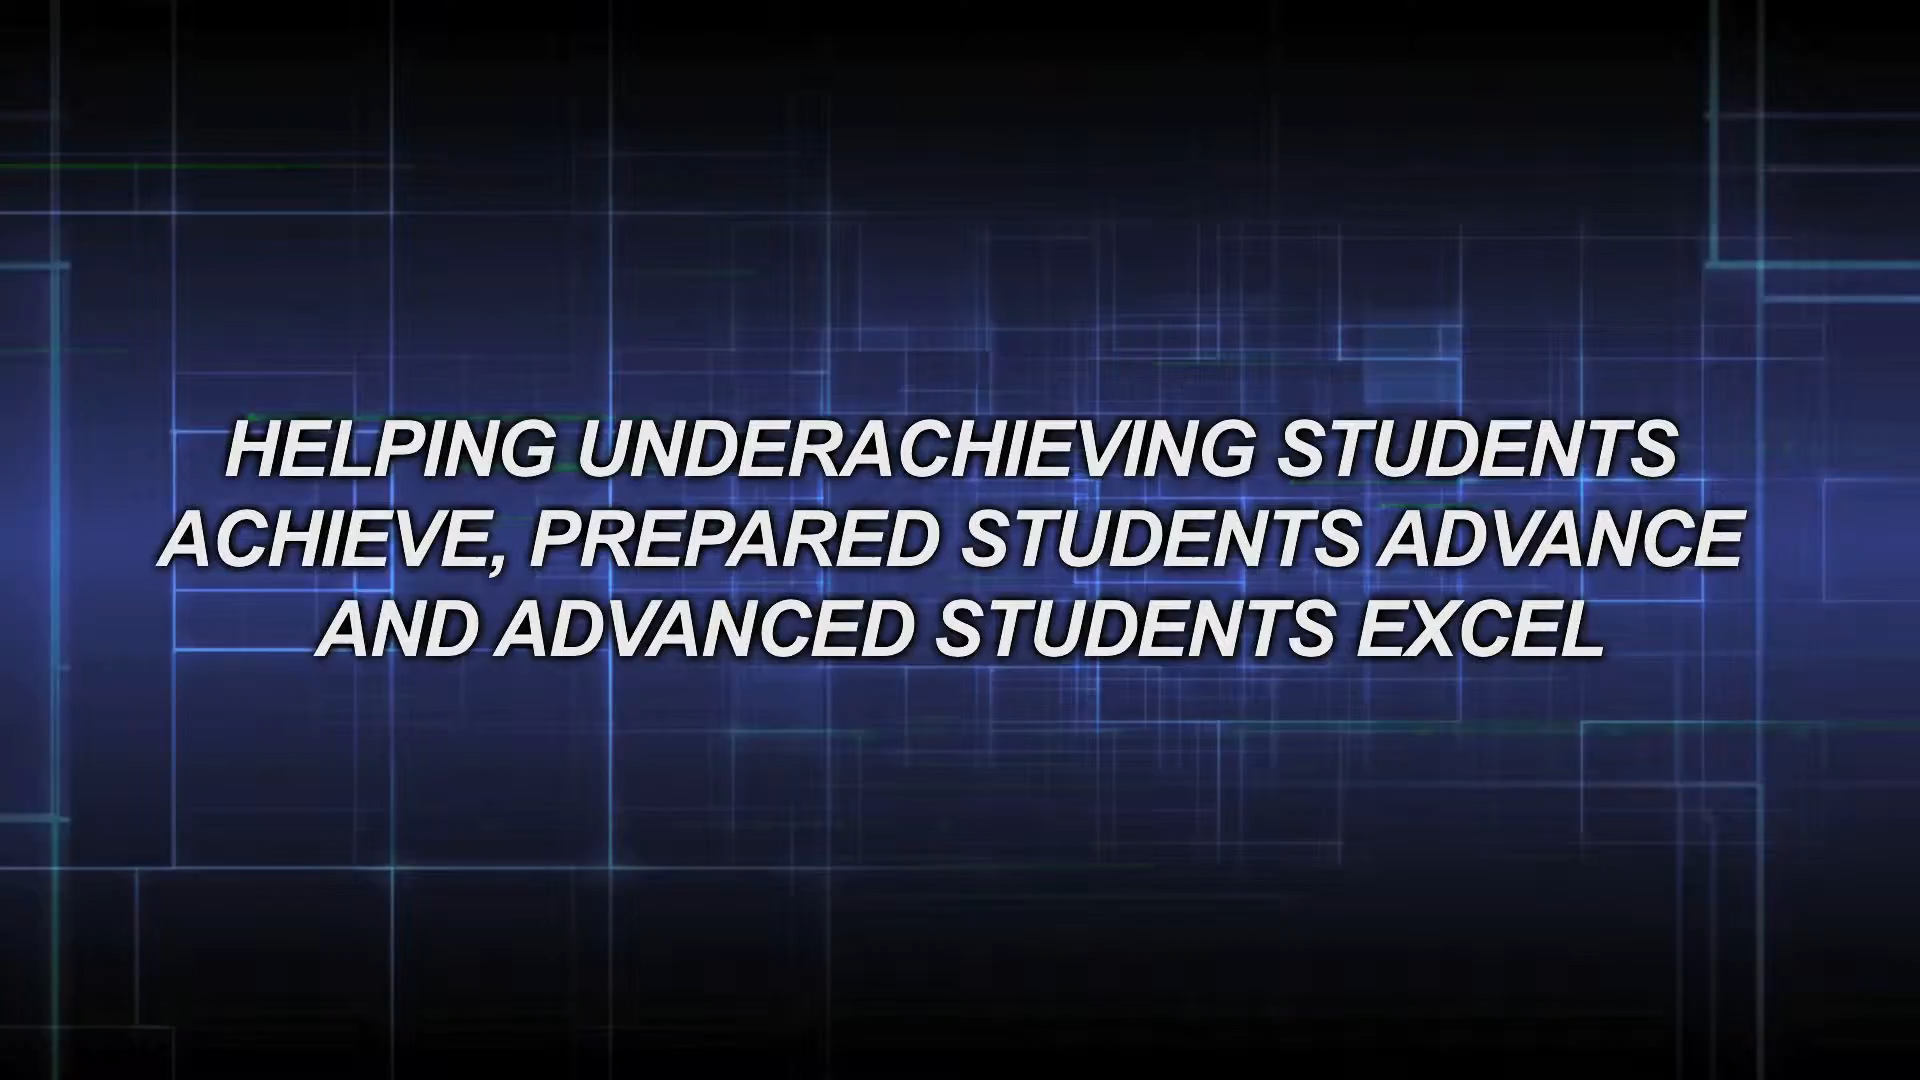 HELPING UNDERACHIEVING STUDENTS
ACHIEVE, PREPARED STUDENTS ADVANCE
AND ADVANCED STUDENTS EXCEL